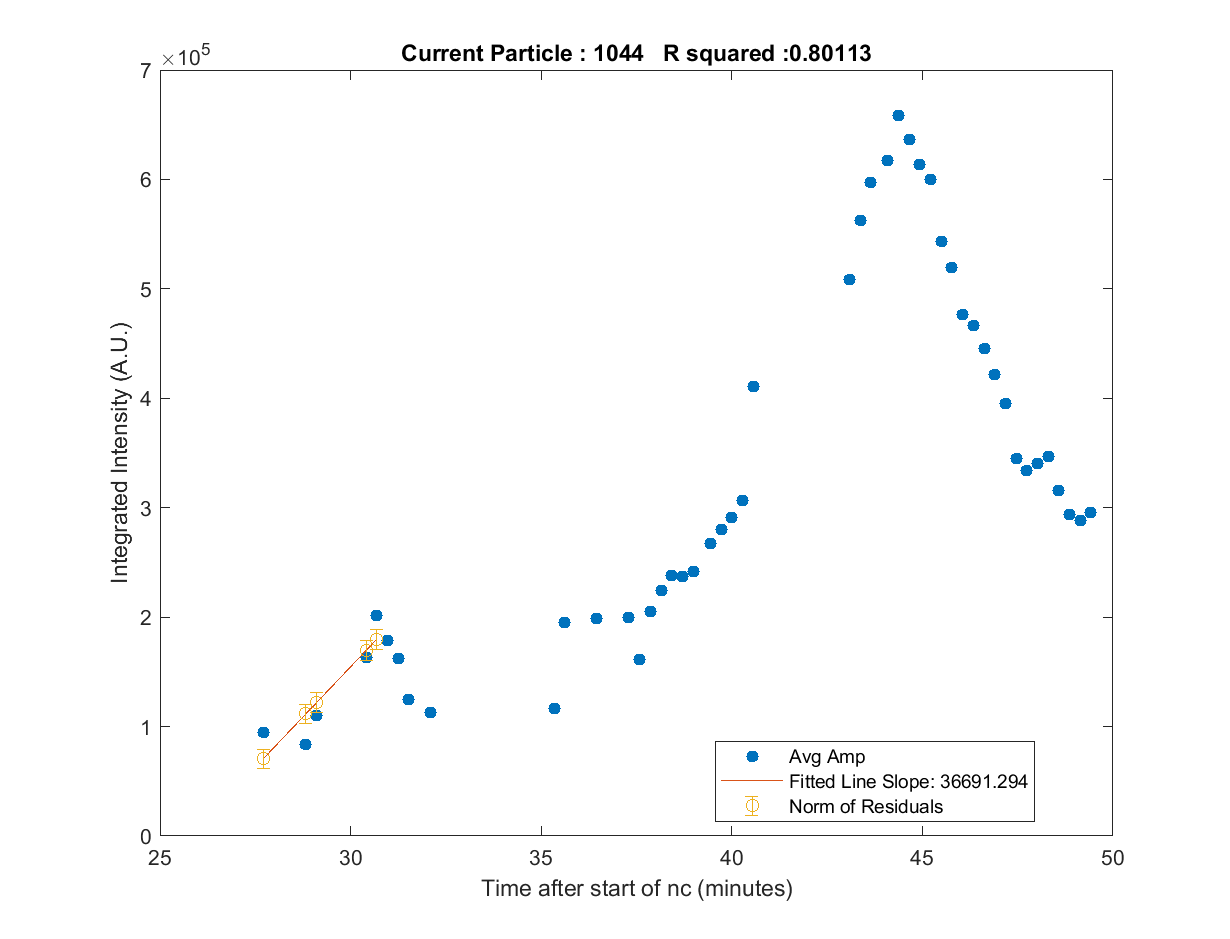 Current Particle : 1044 R squared :0.80113
×10^5
7
6
5
4
3
2
1
0
25 30 35 40 45 50
Integrated Intensity (A.U.)
Time after start of nc (minutes)
Avg Amp
Fitted Line Slope: 36691.294
Norm of Residuals